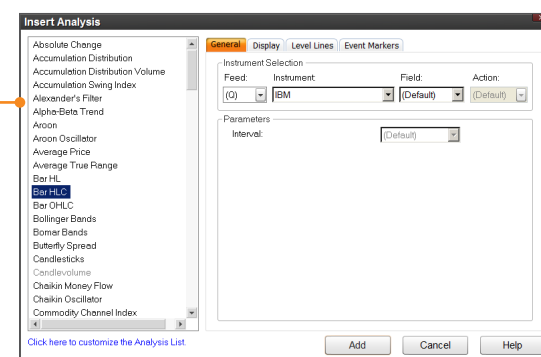 Insert Analysis
Absolute Change
Accumulation Distribution
Accumulation Distribution Volume
Accumulation Swing Index
Alexander's Filter
Alpha-Beta Trend
Aroon
Aroon Oscillator
Average Price
Average True Range
Bar HL
Bar HLC
Bar OHLC
Bollinger Bands
Bomar Bands
Butterfly Spread
Candlesticks
Candlevolume
Chaikin Money Flow
Chaikin Oscillator
Commodity Channel Index
Click here to customize the Analysis List.
General Display Level Lines Event Markers
Instrument Selection
Feed: Instrument: Field: Action:
(Q) IBM (Default) (Default)
Parameters
Interval: (Default)
Add Cancel Help